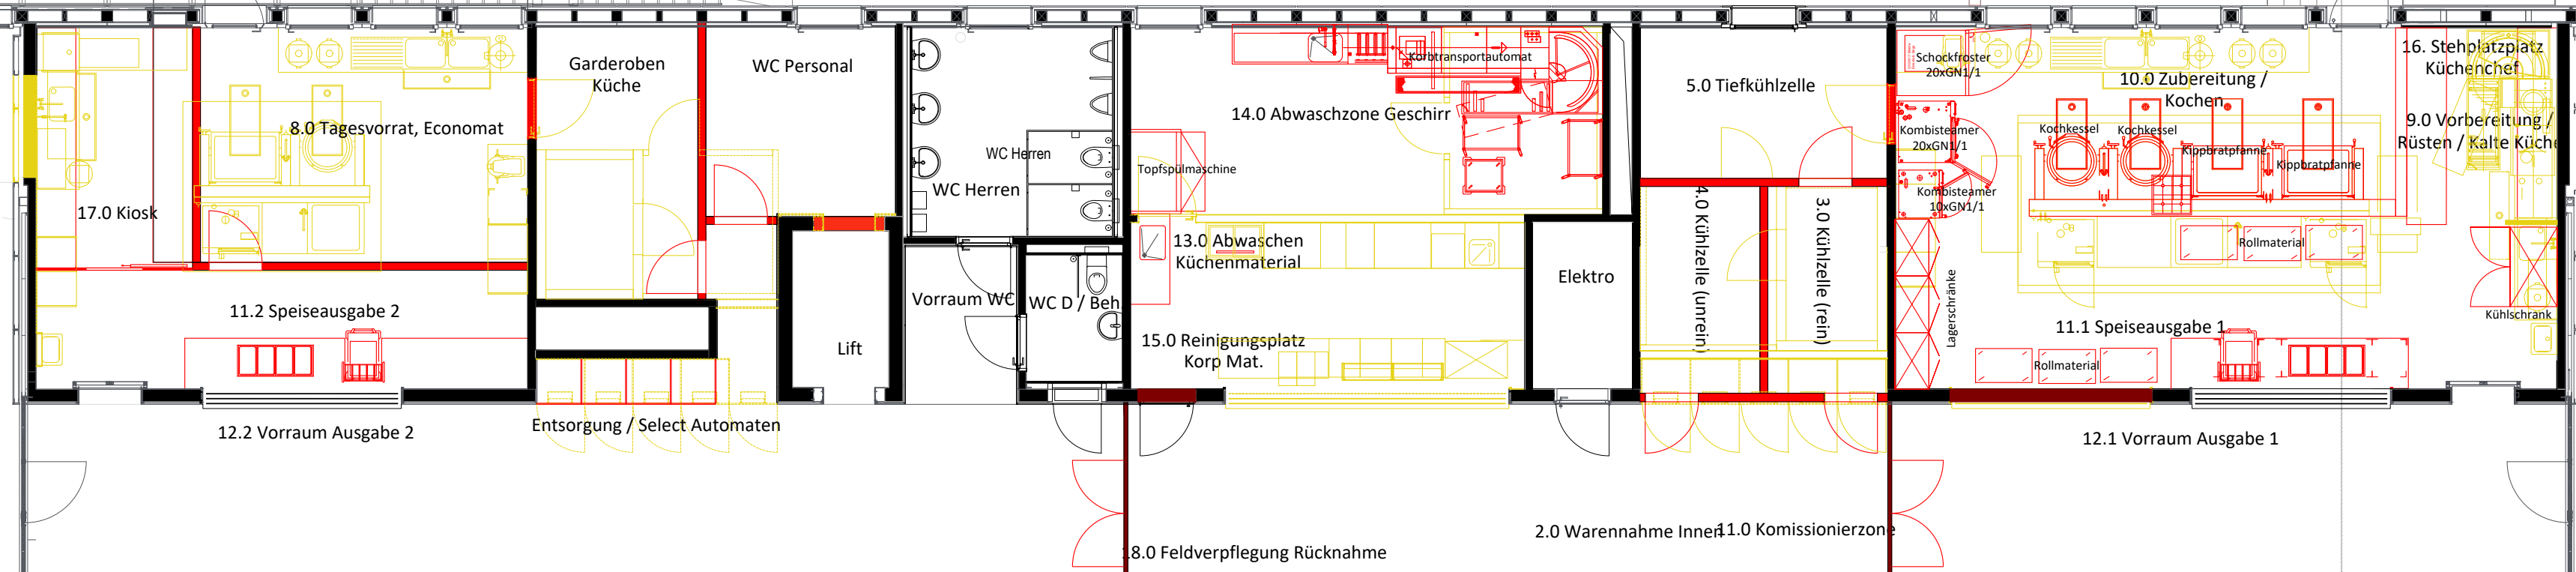 17.0 Kiosk
8.0 Tagesvorrat, Economat
11.2 Speiseausgabe 2
12.2 Vorraum Ausgabe 2
Garderoben
Küche
WC Personal
Entsorgung / Select Automaten
Lift
WC Herren
WC Herren
Vorraum WC
WC D / Beh.
14.0 Abwaschzone Geschirr
Korbtransportautomat
Topfspülmaschine
13.0 Abwaschen
Küchenmaterial
15.0 Reinigungsplatz
Korp Mat.
Elektro
18.0 Feldverpflegung Rücknahme
5.0 Tiefkühlzelle
4.0 Kühlzelle (unrein)
3.0 Kühlzelle (rein)
2.0 Warennahme Innen
11.0 Komissionierzone
Schockfroster
20xGN1/1
Kombisteamer
20xGN1/1
Kombisteamer
10xGN1/1
Lagerschränke
10.0 Zubereitung /
Kochen
Kochkessel
Kochkessel
Kippbratpfanne
Kippbratpfanne
Rollmaterial
16. Stehplatzplatz
Küchenchef
9.0 Vorbereitung /
Rüsten / Kalte Küche
Kühlschrank
11.1 Speiseausgabe 1
Rollmaterial
12.1 Vorraum Ausgabe 1